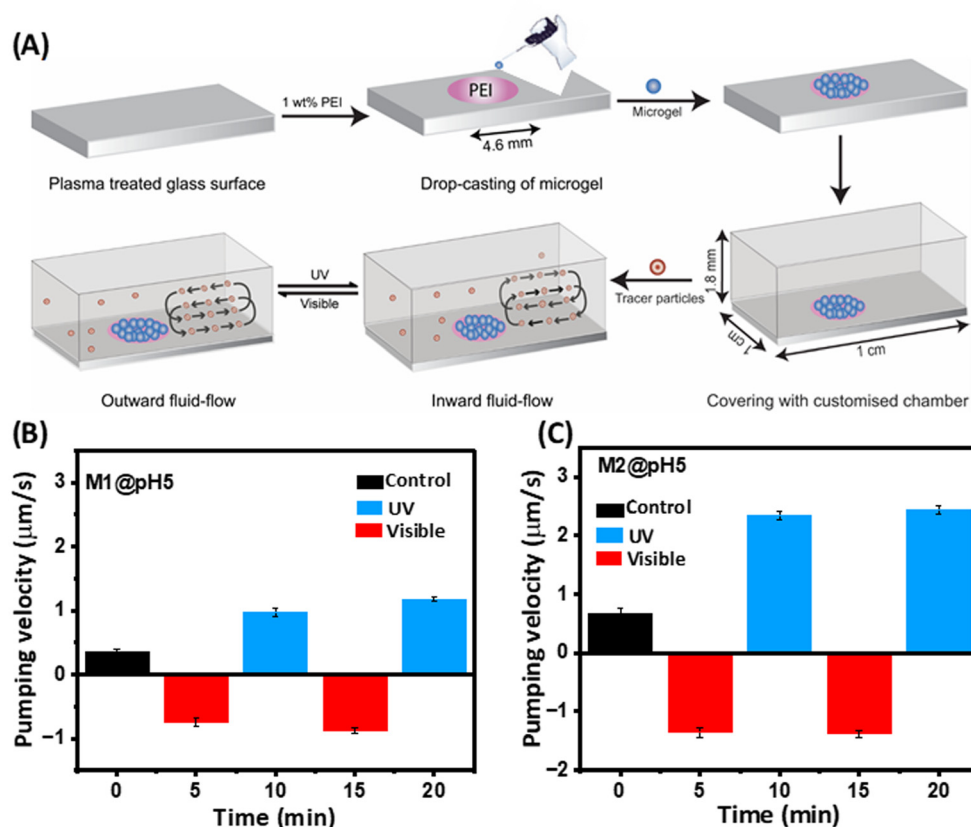 (A)
1 wt% PEI
PEI
Microgel
4.6 mm
Plasma treated glass surface
Drop-casting of microgel
UV
Visible
Tracer particles
1.8 mm
1 cm
1 cm
Outward fluid-flow
Inward fluid-flow
Covering with customised chamber
(B)
M1@pH5
Control
UV
Visible
Pumping velocity (μm/s)
3
2
1
0
−1
0
5
10
15
20
Time (min)
(C)
M2@pH5
Control
UV
Visible
Pumping velocity (μm/s)
3
2
1
0
−1
−2
0
5
10
15
20
Time (min)